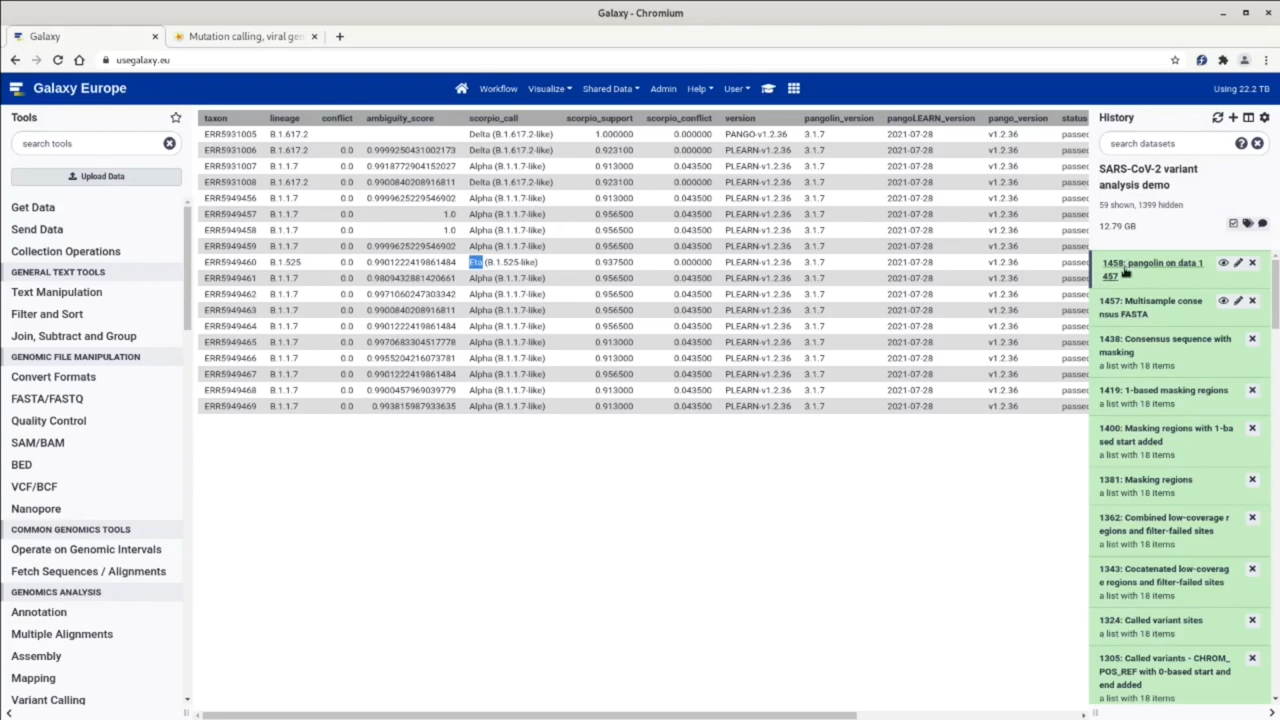 Galaxy - Chromium
Galaxy
Mutation calling, viral gen
usegalaxy.eu
Galaxy Europe
Workflow
Visualize
Shared Data
Admin
Help
User
Using 22.2 TB
Tools
search tools
Upload Data
Get Data
Send Data
Collection Operations
GENERAL TEXT TOOLS
Text Manipulation
Filter and Sort
Join, Subtract and Group
GENOMIC FILE MANIPULATION
Convert Formats
FASTA/FASTQ
Quality Control
SAM/BAM
BED
VCF/BCF
Nanopore
COMMON GENOMICS TOOLS
Operate on Genomic Intervals
Fetch Sequences / Alignments
GENOMICS ANALYSIS
Annotation
Multiple Alignments
Assembly
Mapping
Variant Calling
taxon lineage conflict ambiguity_score scorpio_call scorpio_support scorpio_conflict version pangolin_version pangoLEARN_version pango_version status
ERR5931005 B.1.617.2 Delta (B.1.617.2-like) 1.000000 0.000000 PANGO-v1.2.36 3.1.7 2021-07-28 v1.2.36 passed
ERR5931006 B.1.617.2 0.0 0.9999250431002173 Delta (B.1.617.2-like) 0.923100 0.000000 PLEARN-v1.2.36 3.1.7 2021-07-28 v1.2.36 passed
ERR5931007 B.1.1.7 0.0 0.9918772904152027 Alpha (B.1.1.7-like) 0.913000 0.043500 PLEARN-v1.2.36 3.1.7 2021-07-28 v1.2.36 passed
ERR5931008 B.1.617.2 0.0 0.9900840208916811 Delta (B.1.617.2-like) 0.923100 0.000000 PLEARN-v1.2.36 3.1.7 2021-07-28 v1.2.36 passed
ERR5949456 B.1.1.7 0.0 0.9999625229546902 Alpha (B.1.1.7-like) 0.913000 0.043500 PLEARN-v1.2.36 3.1.7 2021-07-28 v1.2.36 passed
ERR5949457 B.1.1.7 0.0 1.0 Alpha (B.1.1.7-like) 0.956500 0.043500 PLEARN-v1.2.36 3.1.7 2021-07-28 v1.2.36 passed
ERR5949458 B.1.1.7 0.0 1.0 Alpha (B.1.1.7-like) 0.956500 0.043500 PLEARN-v1.2.36 3.1.7 2021-07-28 v1.2.36 passed
ERR5949459 B.1.1.7 0.0 0.9999625229546902 Alpha (B.1.1.7-like) 0.956500 0.043500 PLEARN-v1.2.36 3.1.7 2021-07-28 v1.2.36 passed
ERR5949460 B.1.525 0.0 0.9901222419861484 Eta (B.1.525-like) 0.937500 0.000000 PLEARN-v1.2.36 3.1.7 2021-07-28 v1.2.36 passed
ERR5949461 B.1.1.7 0.0 0.9809432881420661 Alpha (B.1.1.7-like) 0.956500 0.043500 PLEARN-v1.2.36 3.1.7 2021-07-28 v1.2.36 passed
ERR5949462 B.1.1.7 0.0 0.9971060247303342 Alpha (B.1.1.7-like) 0.956500 0.043500 PLEARN-v1.2.36 3.1.7 2021-07-28 v1.2.36 passed
ERR5949463 B.1.1.7 0.0 0.9900840208916811 Alpha (B.1.1.7-like) 0.956500 0.043500 PLEARN-v1.2.36 3.1.7 2021-07-28 v1.2.36 passed
ERR5949464 B.1.1.7 0.0 0.9901222419861484 Alpha (B.1.1.7-like) 0.956500 0.043500 PLEARN-v1.2.36 3.1.7 2021-07-28 v1.2.36 passed
ERR5949465 B.1.1.7 0.0 0.9970683304517778 Alpha (B.1.1.7-like) 0.913000 0.043500 PLEARN-v1.2.36 3.1.7 2021-07-28 v1.2.36 passed
ERR5949466 B.1.1.7 0.0 0.9955204216073781 Alpha (B.1.1.7-like) 0.913000 0.043500 PLEARN-v1.2.36 3.1.7 2021-07-28 v1.2.36 passed
ERR5949467 B.1.1.7 0.0 0.9901222419861484 Alpha (B.1.1.7-like) 0.956500 0.043500 PLEARN-v1.2.36 3.1.7 2021-07-28 v1.2.36 passed
ERR5949468 B.1.1.7 0.0 0.9900457969039779 Alpha (B.1.1.7-like) 0.913000 0.043500 PLEARN-v1.2.36 3.1.7 2021-07-28 v1.2.36 passed
ERR5949469 B.1.1.7 0.0 0.993815987933635 Alpha (B.1.1.7-like) 0.913000 0.043500 PLEARN-v1.2.36 3.1.7 2021-07-28 v1.2.36 passed
History
search datasets
SARS-CoV-2 variant
analysis demo
59 shown, 1399 hidden
12.79 GB
1458: pangolin on data 1
457
1457: Multisample conse
nsus FASTA
1438: Consensus sequence with
masking
a list with 18 items
1419: 1-based masking regions
a list with 18 items
1400: Masking regions with 1-ba
sed start added
a list with 18 items
1381: Masking regions
a list with 18 items
1362: Combined low-coverage r
egions and filter-failed sites
a list with 18 items
1343: Cocatenated low-coverag
e regions and filter-failed sites
a list with 18 items
1324: Called variant sites
a list with 18 items
1305: Called variants - CHROM_
POS_REF with 0-based start and
end added
a list with 18 items